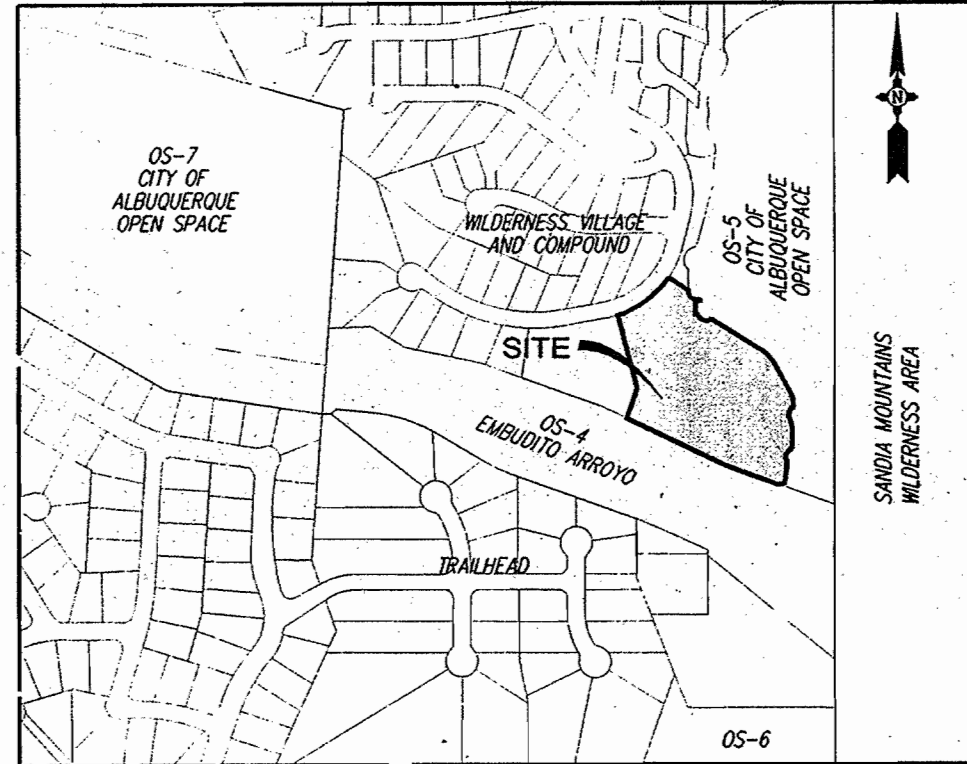 N
OS-7
CITY OF
ALBUQUERQUE
OPEN SPACE
WILDERNESS VILLAGE
AND COMPOUND
OS-5
CITY OF
ALBUQUERQUE
OPEN SPACE
SITE
OS-4
EMBUDITO ARROYO
SANDIA MOUNTAINS
WILDERNESS AREA
TRAILHEAD
OS-6